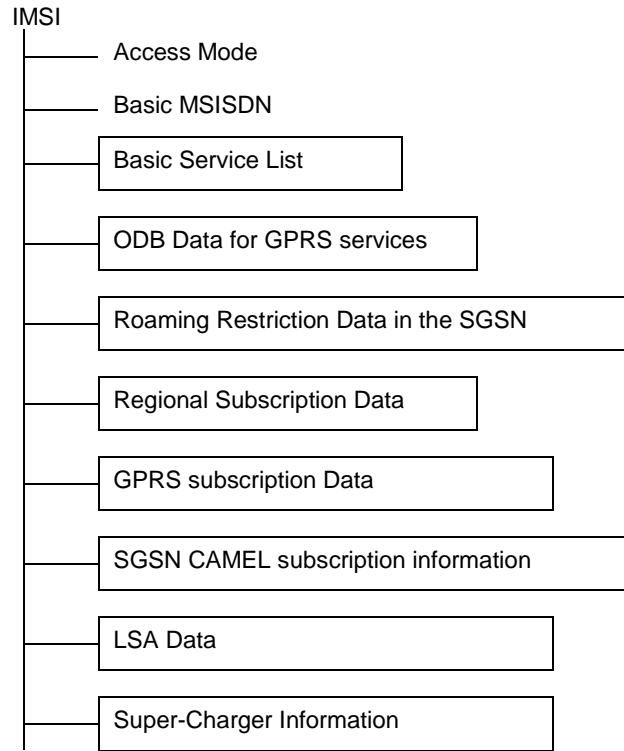 IMSI
Access Mode
Basic MSISDN
Basic Service List
ODB Data for GPRS services
Roaming Restriction Data in the SGSN
Regional Subscription Data
GPRS subscription Data
SGSN CAMEL subscription information
LSA Data
Super-Charger Information